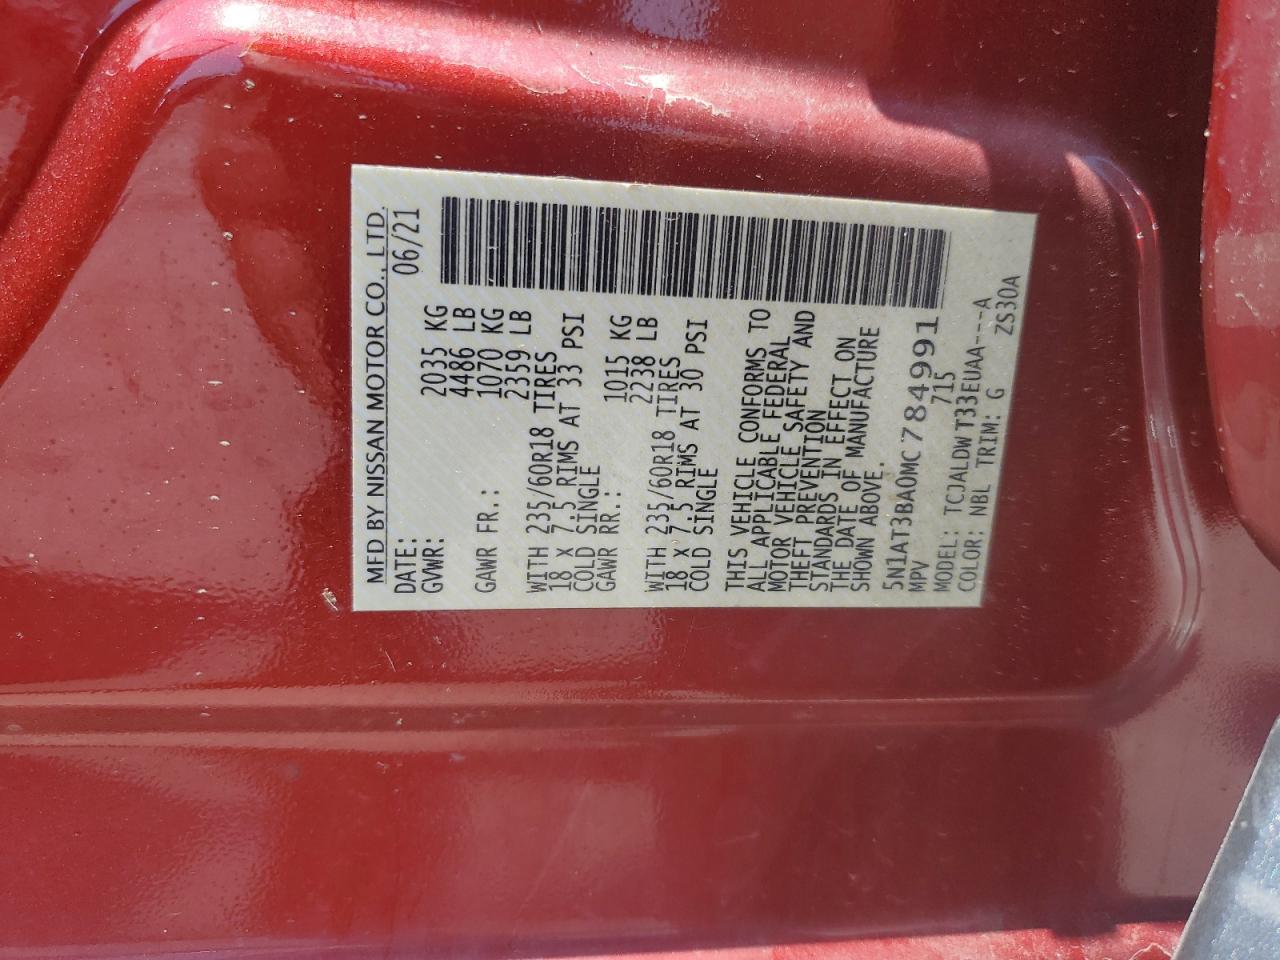 MFD BY NISSAN MOTOR CO., LTD.
DATE: 06/21
GVWR: 2035 KG
4486 LB
GAWR FR.: 1070 KG
2359 LB
WITH 235/60R18 TIRES
18 X 7.5 RIMS AT 33 PSI
COLD SINGLE
GAWR RR.: 1015 KG
2238 LB
WITH 235/60R18 TIRES
18 X 7.5 RIMS AT 30 PSI
COLD SINGLE
THIS VEHICLE CONFORMS TO
ALL APPLICABLE FEDERAL
MOTOR VEHICLE SAFETY AND
THEFT PREVENTION
STANDARDS IN EFFECT ON
THE DATE OF MANUFACTURE
SHOWN ABOVE.
5N1AT3BA0MC784991
MPV 715
MODEL: TCJALDW T33EUAA---A
COLOR: NBL TRIM: G ZS30A